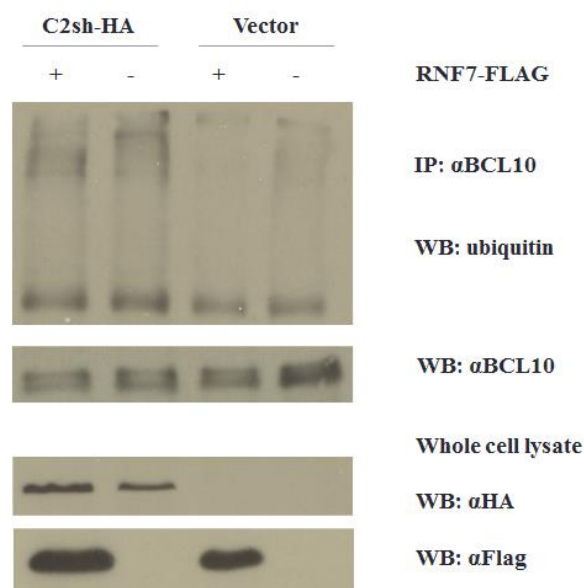 C2sh-HA Vector
+ - + - RNF7-FLAG
IP: αBCL10
WB: ubiquitin
WB: αBCL10
Whole cell lysate
WB: αHA
WB: αFlag